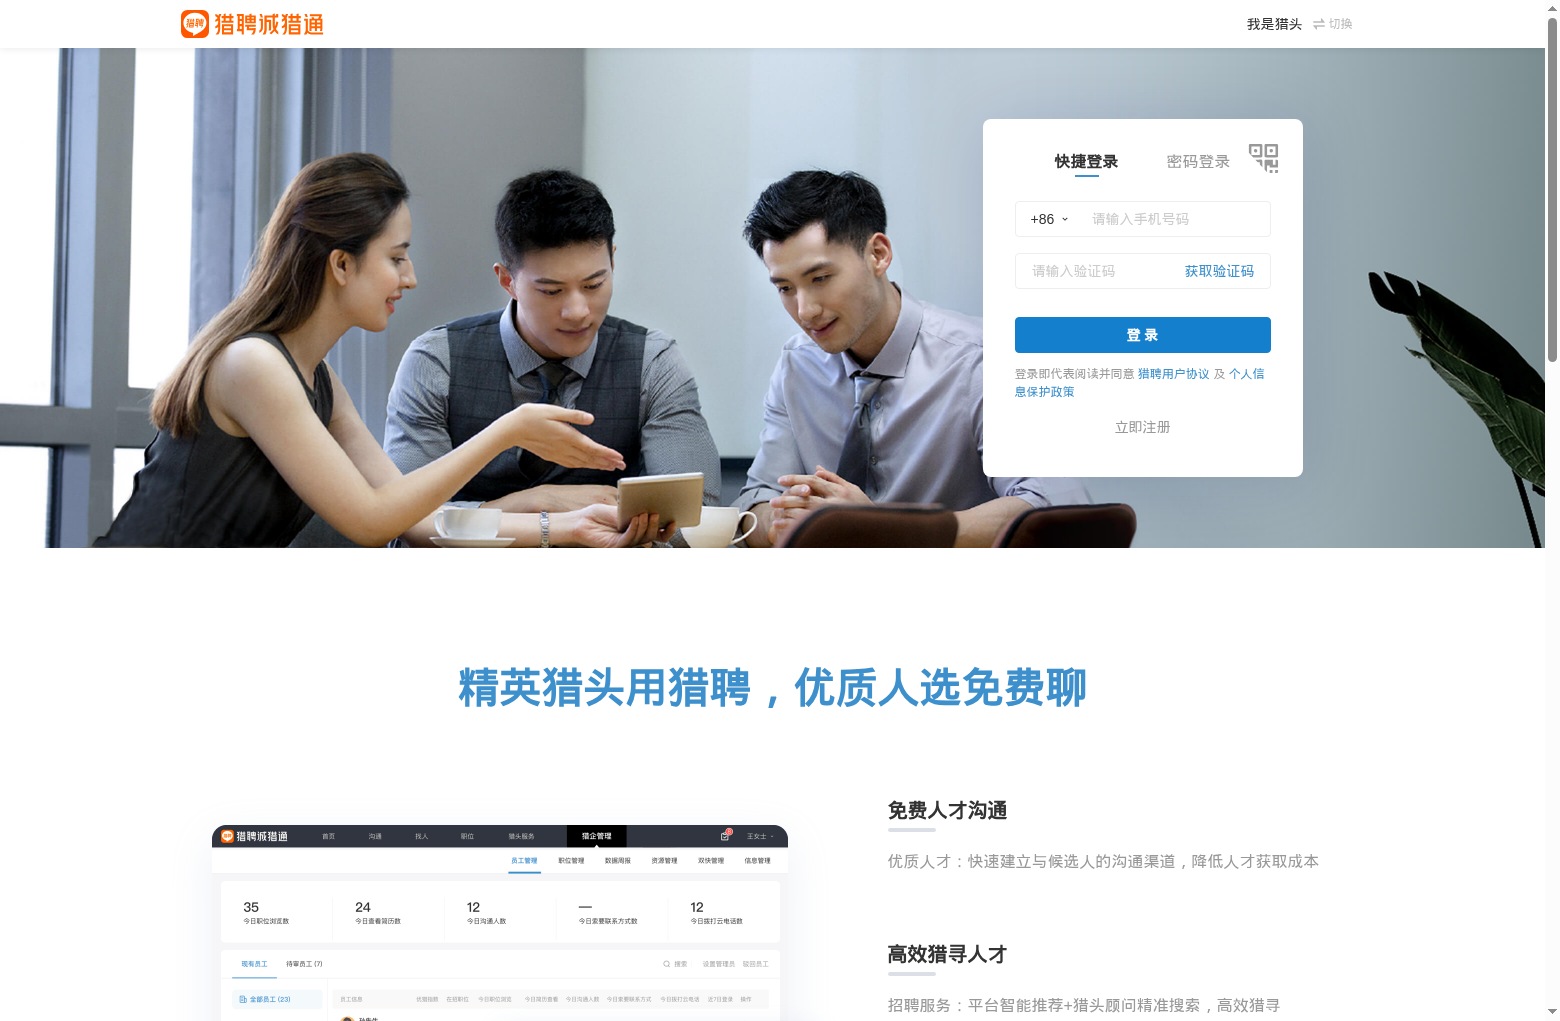 猎聘 猎聘诚猎通
我是猎头 切换
快捷登录 密码登录
+86 请输入手机号码
请输入验证码 获取验证码
登 录
登录即代表阅读并同意 猎聘用户协议 及 个人信
息保护政策
立即注册
精英猎头用猎聘，优质人选免费聊
免费人才沟通
优质人才：快速建立与候选人的沟通渠道，降低人才获取成本
高效猎寻人才
招聘服务：平台智能推荐+猎头顾问精准搜索，高效猎寻
猎聘诚猎通 首页 沟通 找人 职位 猎头服务 猎企管理 王女士
员工管理 职位管理 数据周报 资源管理 双快管理 信息管理
35 24 12 — 12
今日职位浏览数 今日查看简历数 今日沟通人数 今日索要联系方式数 今日拨打云电话数
现有员工 待审员工 (7) 搜索 设置管理员 驳回员工
全部员工 (23) 员工信息 优猎指数 在招职位 今日职位浏览 今日简历查看 今日沟通人数 今日索要联系方式 今日拨打云电话 近7日登录 操作